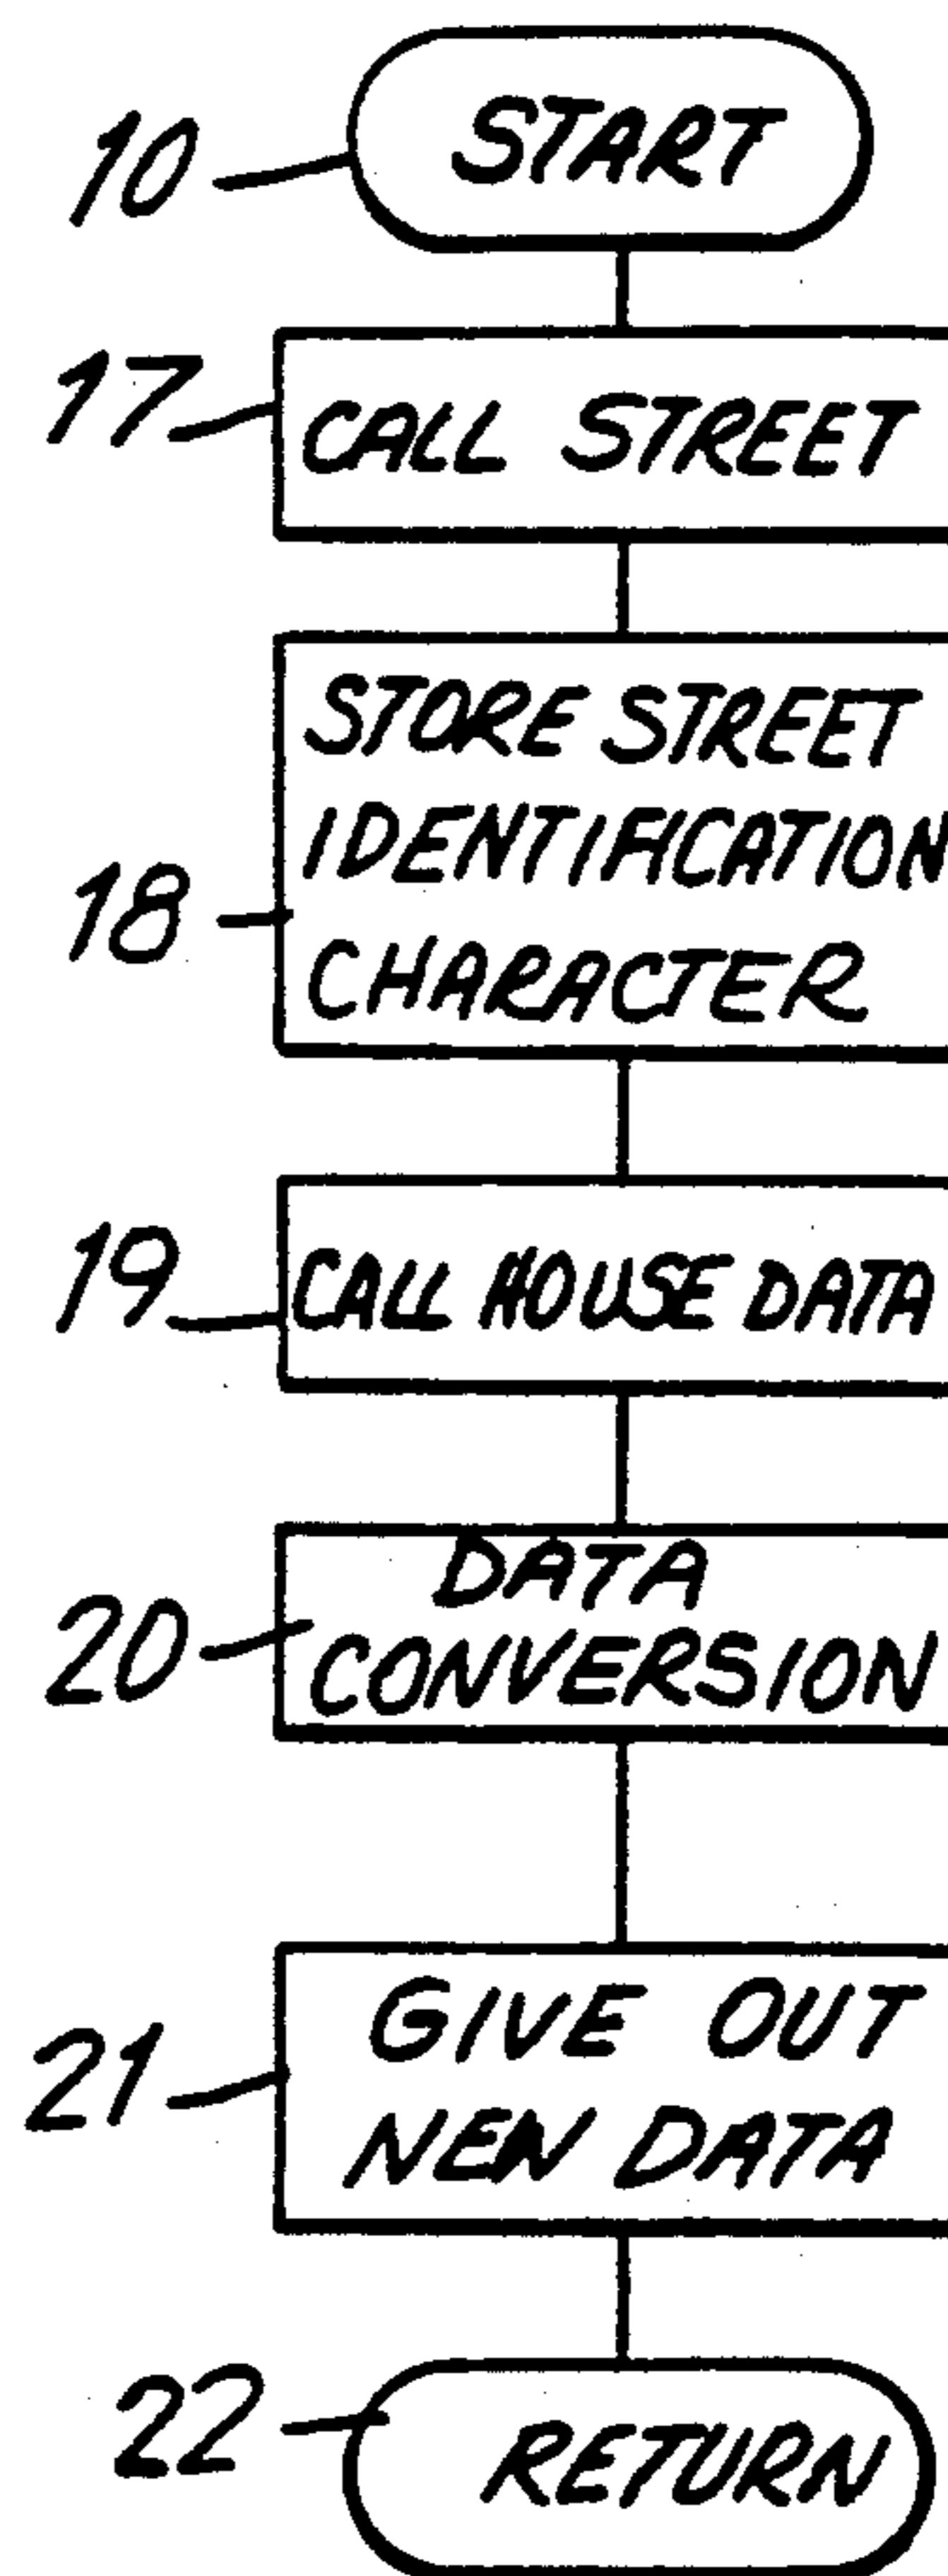 10 START
17 CALL STREET
STORE STREET
IDENTIFICATION
18 CHARACTER
19 CALL HOUSE DATA
DATA
20 CONVERSION
GIVE OUT
21 NEW DATA
22 RETURN